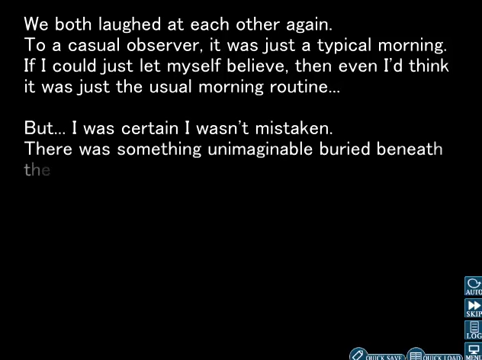 We both laughed at each other again.
To a casual observer, it was just a typical morning.
If I could just let myself believe, then even I'd think
it was just the usual morning routine...
But... I was certain I wasn't mistaken.
There was something unimaginable buried beneath
the
AUTO
SKIP
LOG
MENU
QUICK SAVE
QUICK LOAD